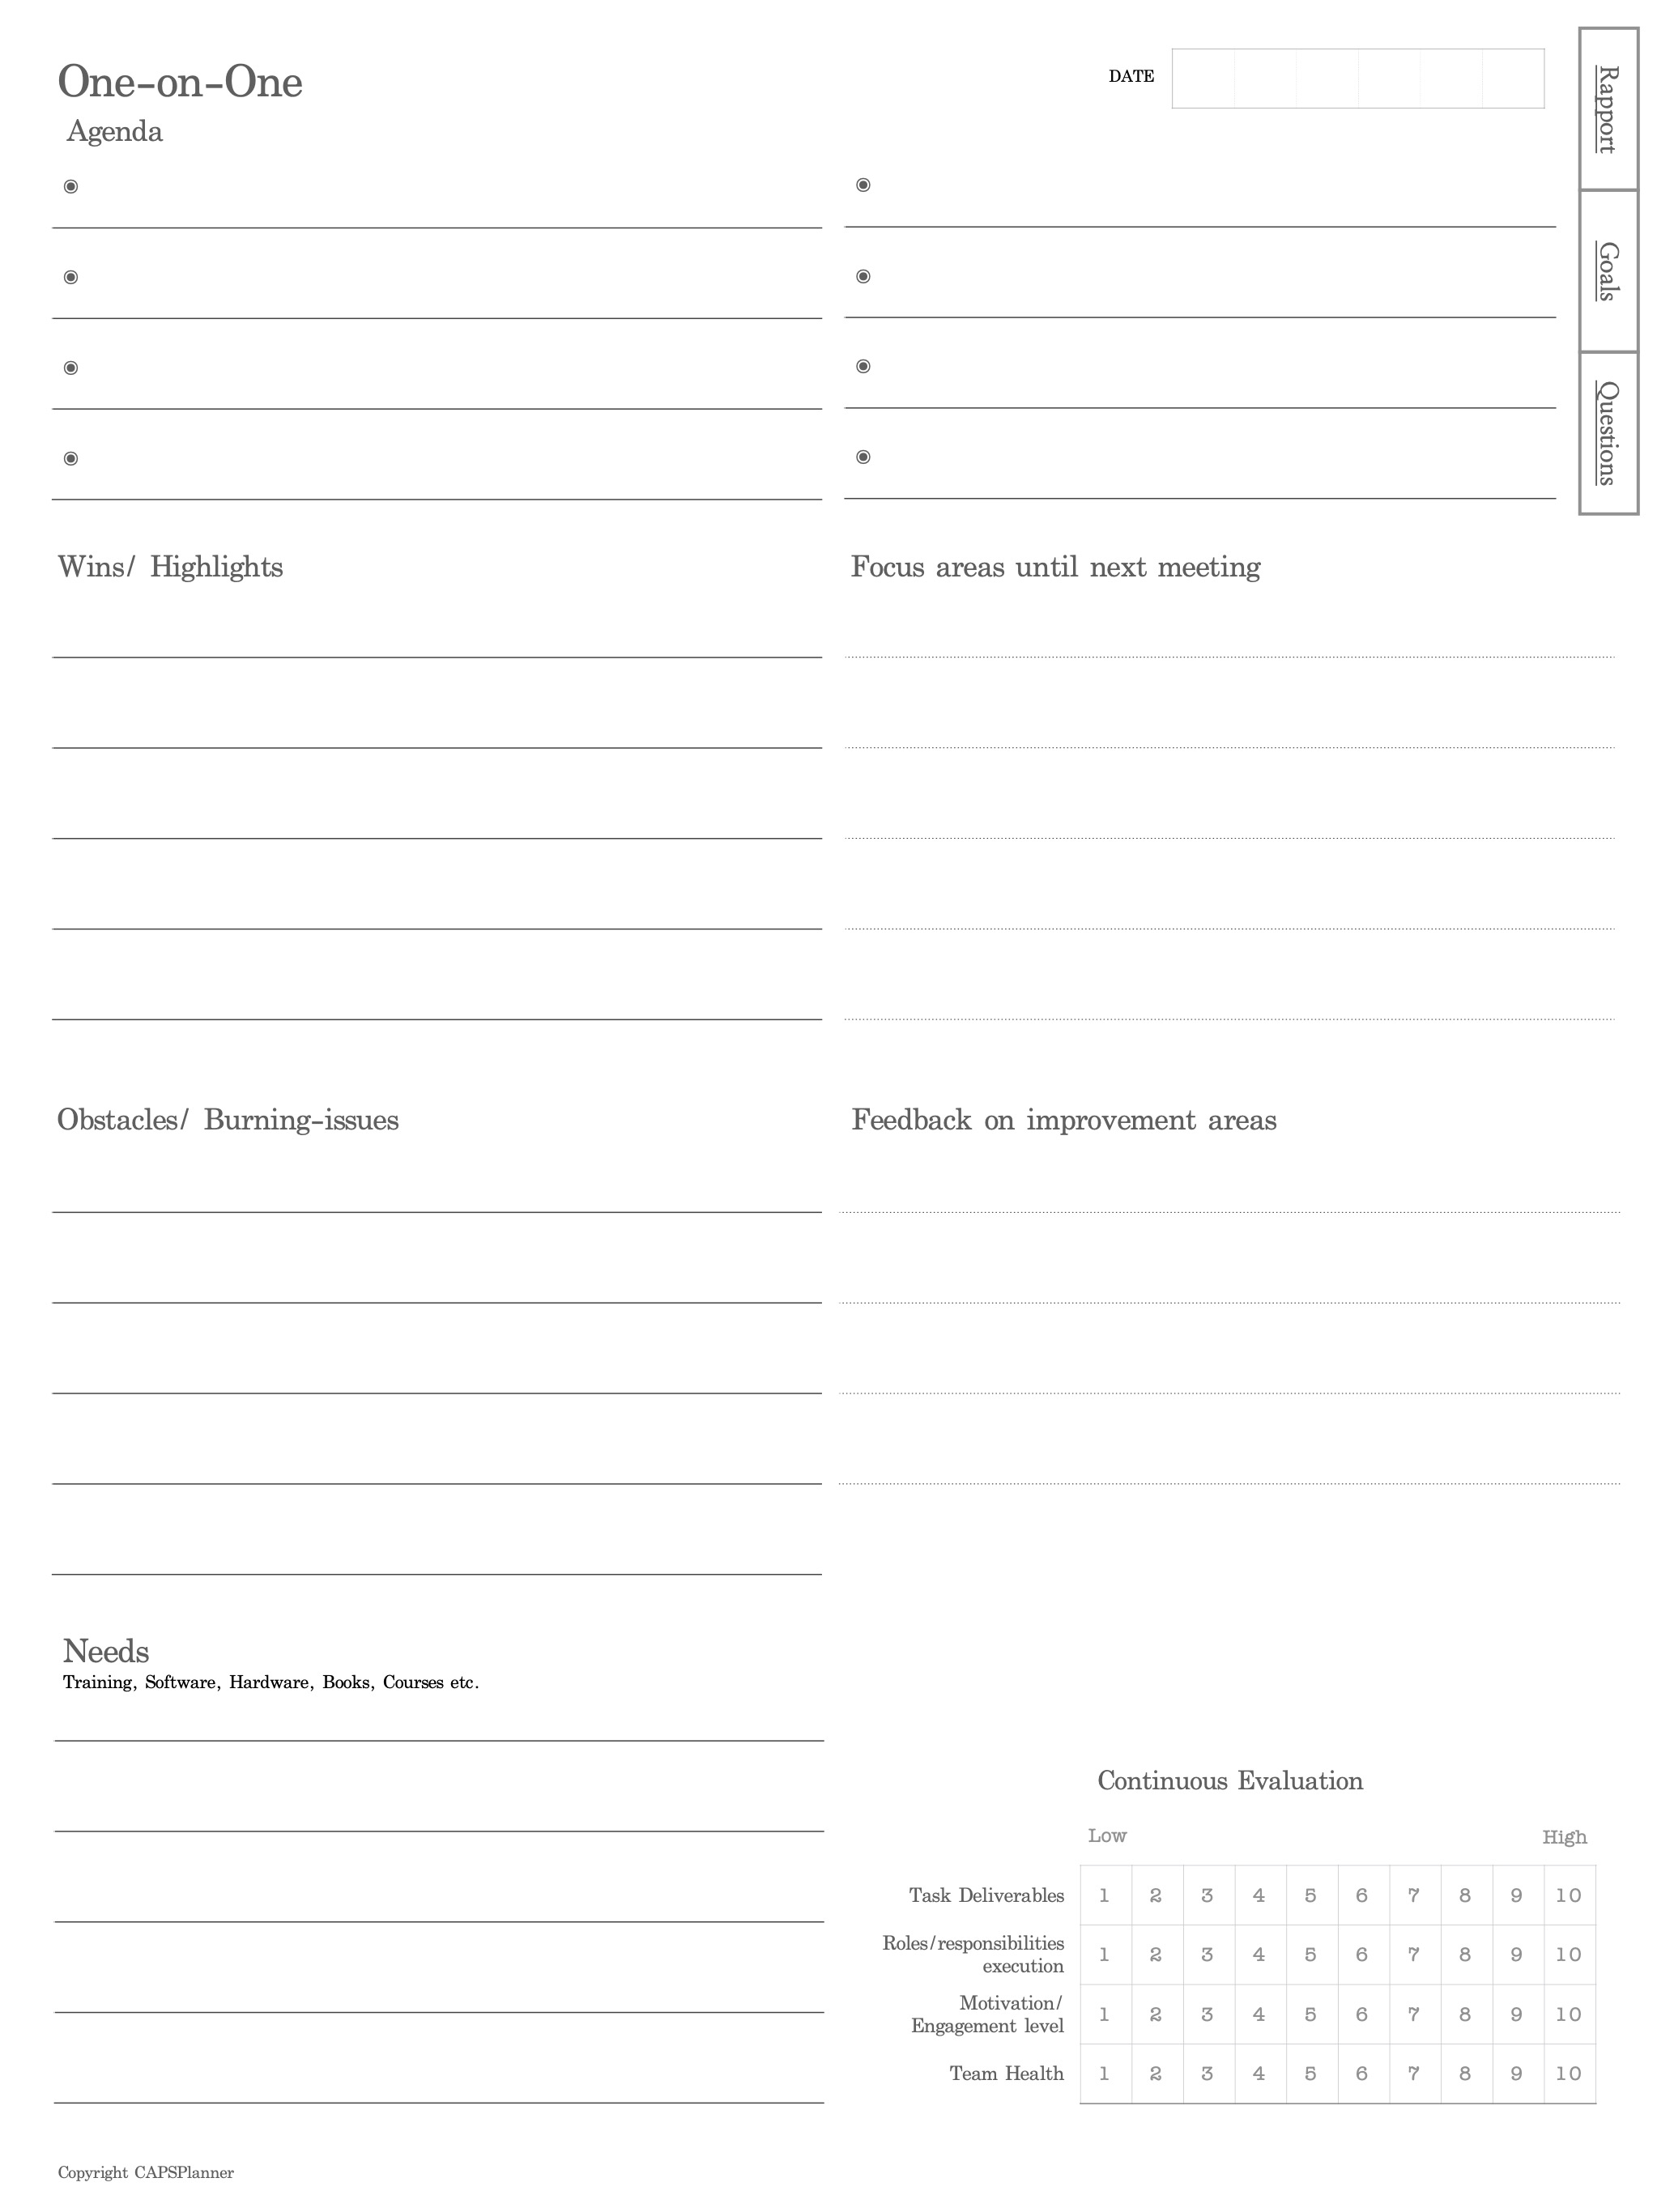 One-on-One
DATE
Agenda
Rapport
Goals
Questions
Wins/ Highlights
Focus areas until next meeting
Obstacles/ Burning-issues
Feedback on improvement areas
Needs
Training, Software, Hardware, Books, Courses etc.
Continuous Evaluation
Low High
Task Deliverables 1 2 3 4 5 6 7 8 9 10
Roles/responsibilities
execution 1 2 3 4 5 6 7 8 9 10
Motivation/
Engagement level 1 2 3 4 5 6 7 8 9 10
Team Health 1 2 3 4 5 6 7 8 9 10
Copyright CAPSPlanner